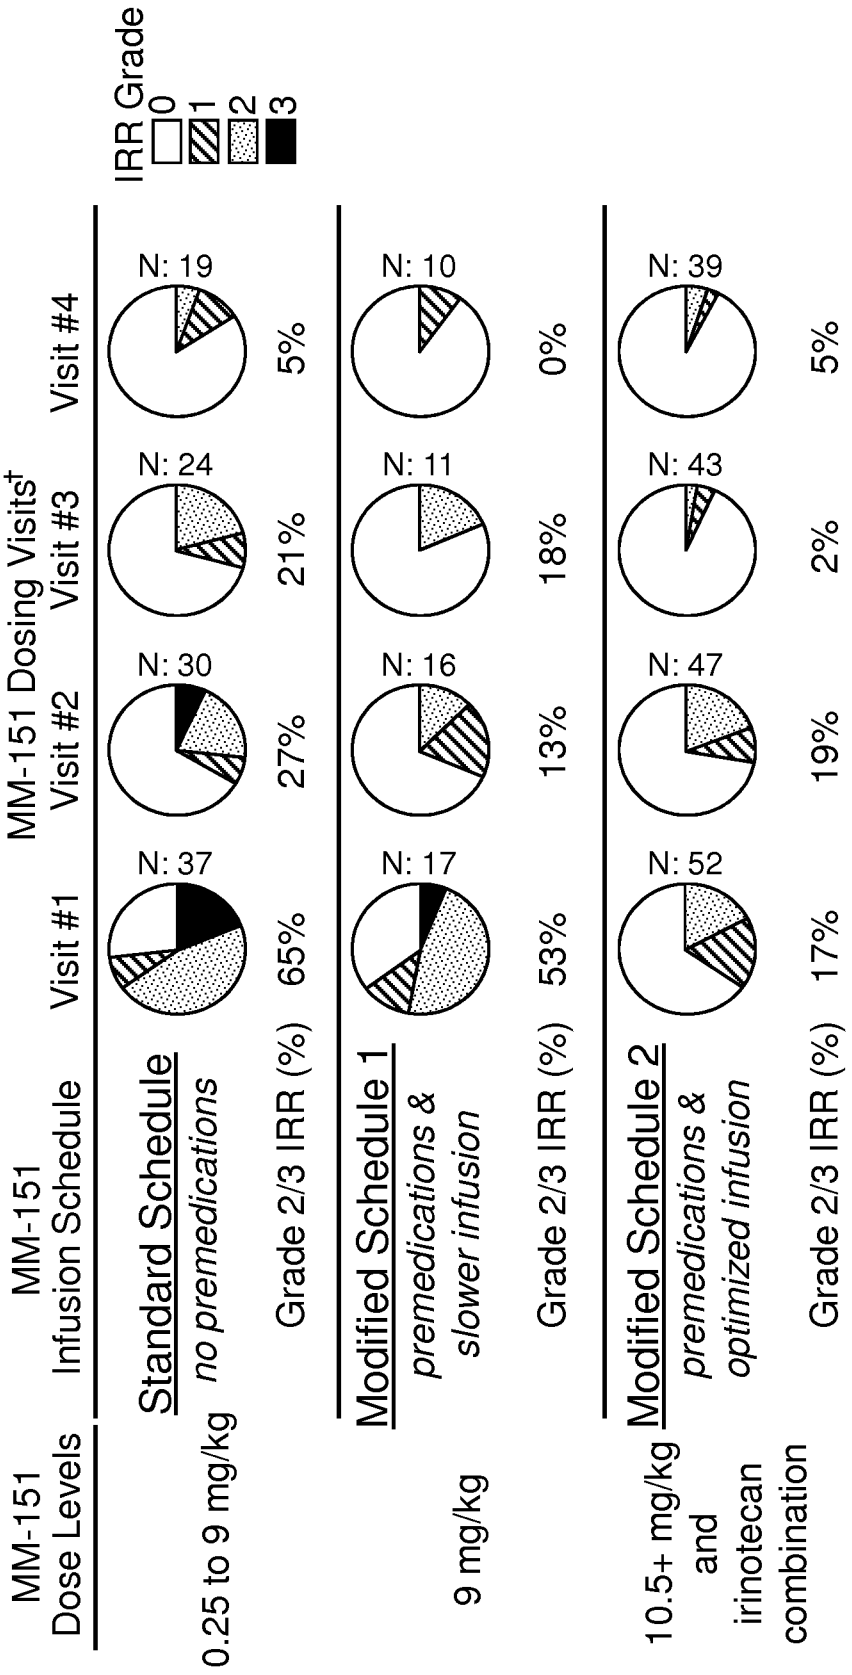 MM-151 Dosing Visits†
MM-151
Dose Levels
MM-151
Infusion Schedule
Visit #1
Visit #2
Visit #3
Visit #4
IRR Grade
0
1
2
3
0.25 to 9 mg/kg
Standard Schedule
no premedications
N: 37
N: 30
N: 24
N: 19
Grade 2/3 IRR (%)
65%
27%
21%
5%
9 mg/kg
Modified Schedule 1
premedications &
slower infusion
N: 17
N: 16
N: 11
N: 10
Grade 2/3 IRR (%)
53%
13%
18%
0%
10.5+ mg/kg
and
irinotecan
combination
Modified Schedule 2
premedications &
optimized infusion
N: 52
N: 47
N: 43
N: 39
Grade 2/3 IRR (%)
17%
19%
2%
5%